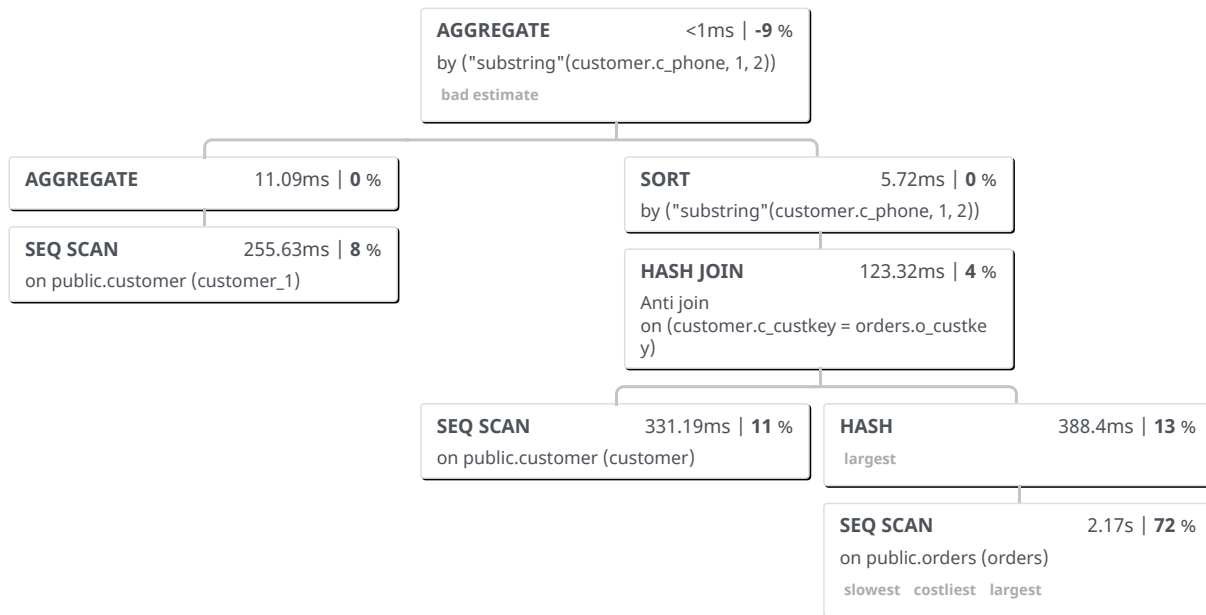 AGGREGATE <1ms | -9 %
by ("substring"(customer.c_phone, 1, 2))
bad estimate
AGGREGATE 11.09ms | 0 %
SORT 5.72ms | 0 %
by ("substring"(customer.c_phone, 1, 2))
SEQ SCAN 255.63ms | 8 %
on public.customer (customer_1)
HASH JOIN 123.32ms | 4 %
Anti join
on (customer.c_custkey = orders.o_custke
y)
SEQ SCAN 331.19ms | 11 %
on public.customer (customer)
HASH 388.4ms | 13 %
largest
SEQ SCAN 2.17s | 72 %
on public.orders (orders)
slowest costliest largest